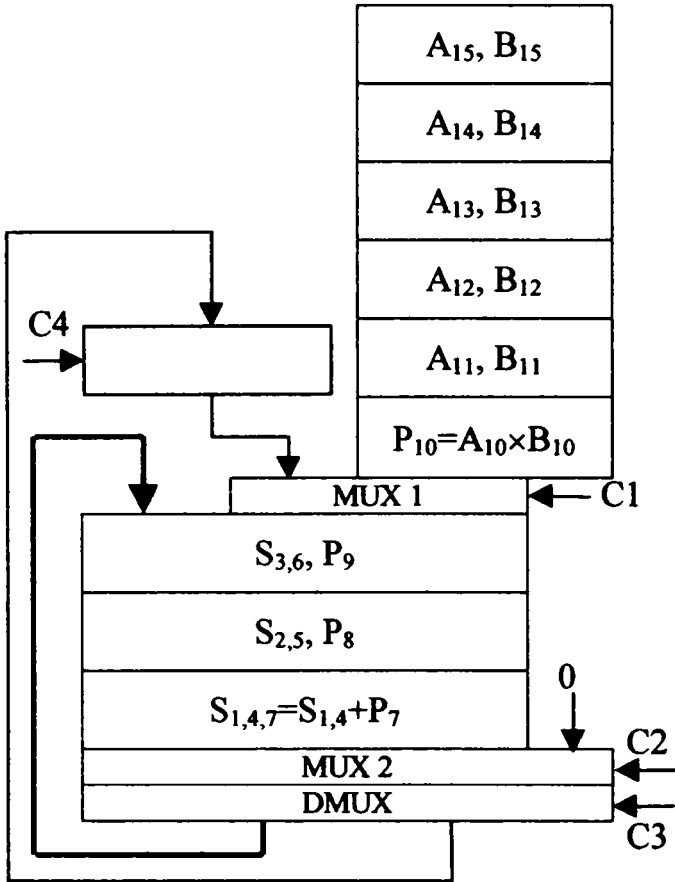 A₁₅, B₁₅
A₁₄, B₁₄
A₁₃, B₁₃
A₁₂, B₁₂
C4
A₁₁, B₁₁
P₁₀=A₁₀×B₁₀
MUX 1
C1
S₃,₆, P₉
S₂,₅, P₈
0
S₁,₄,₇=S₁,₄+P₇
C2
MUX 2
DMUX
C3